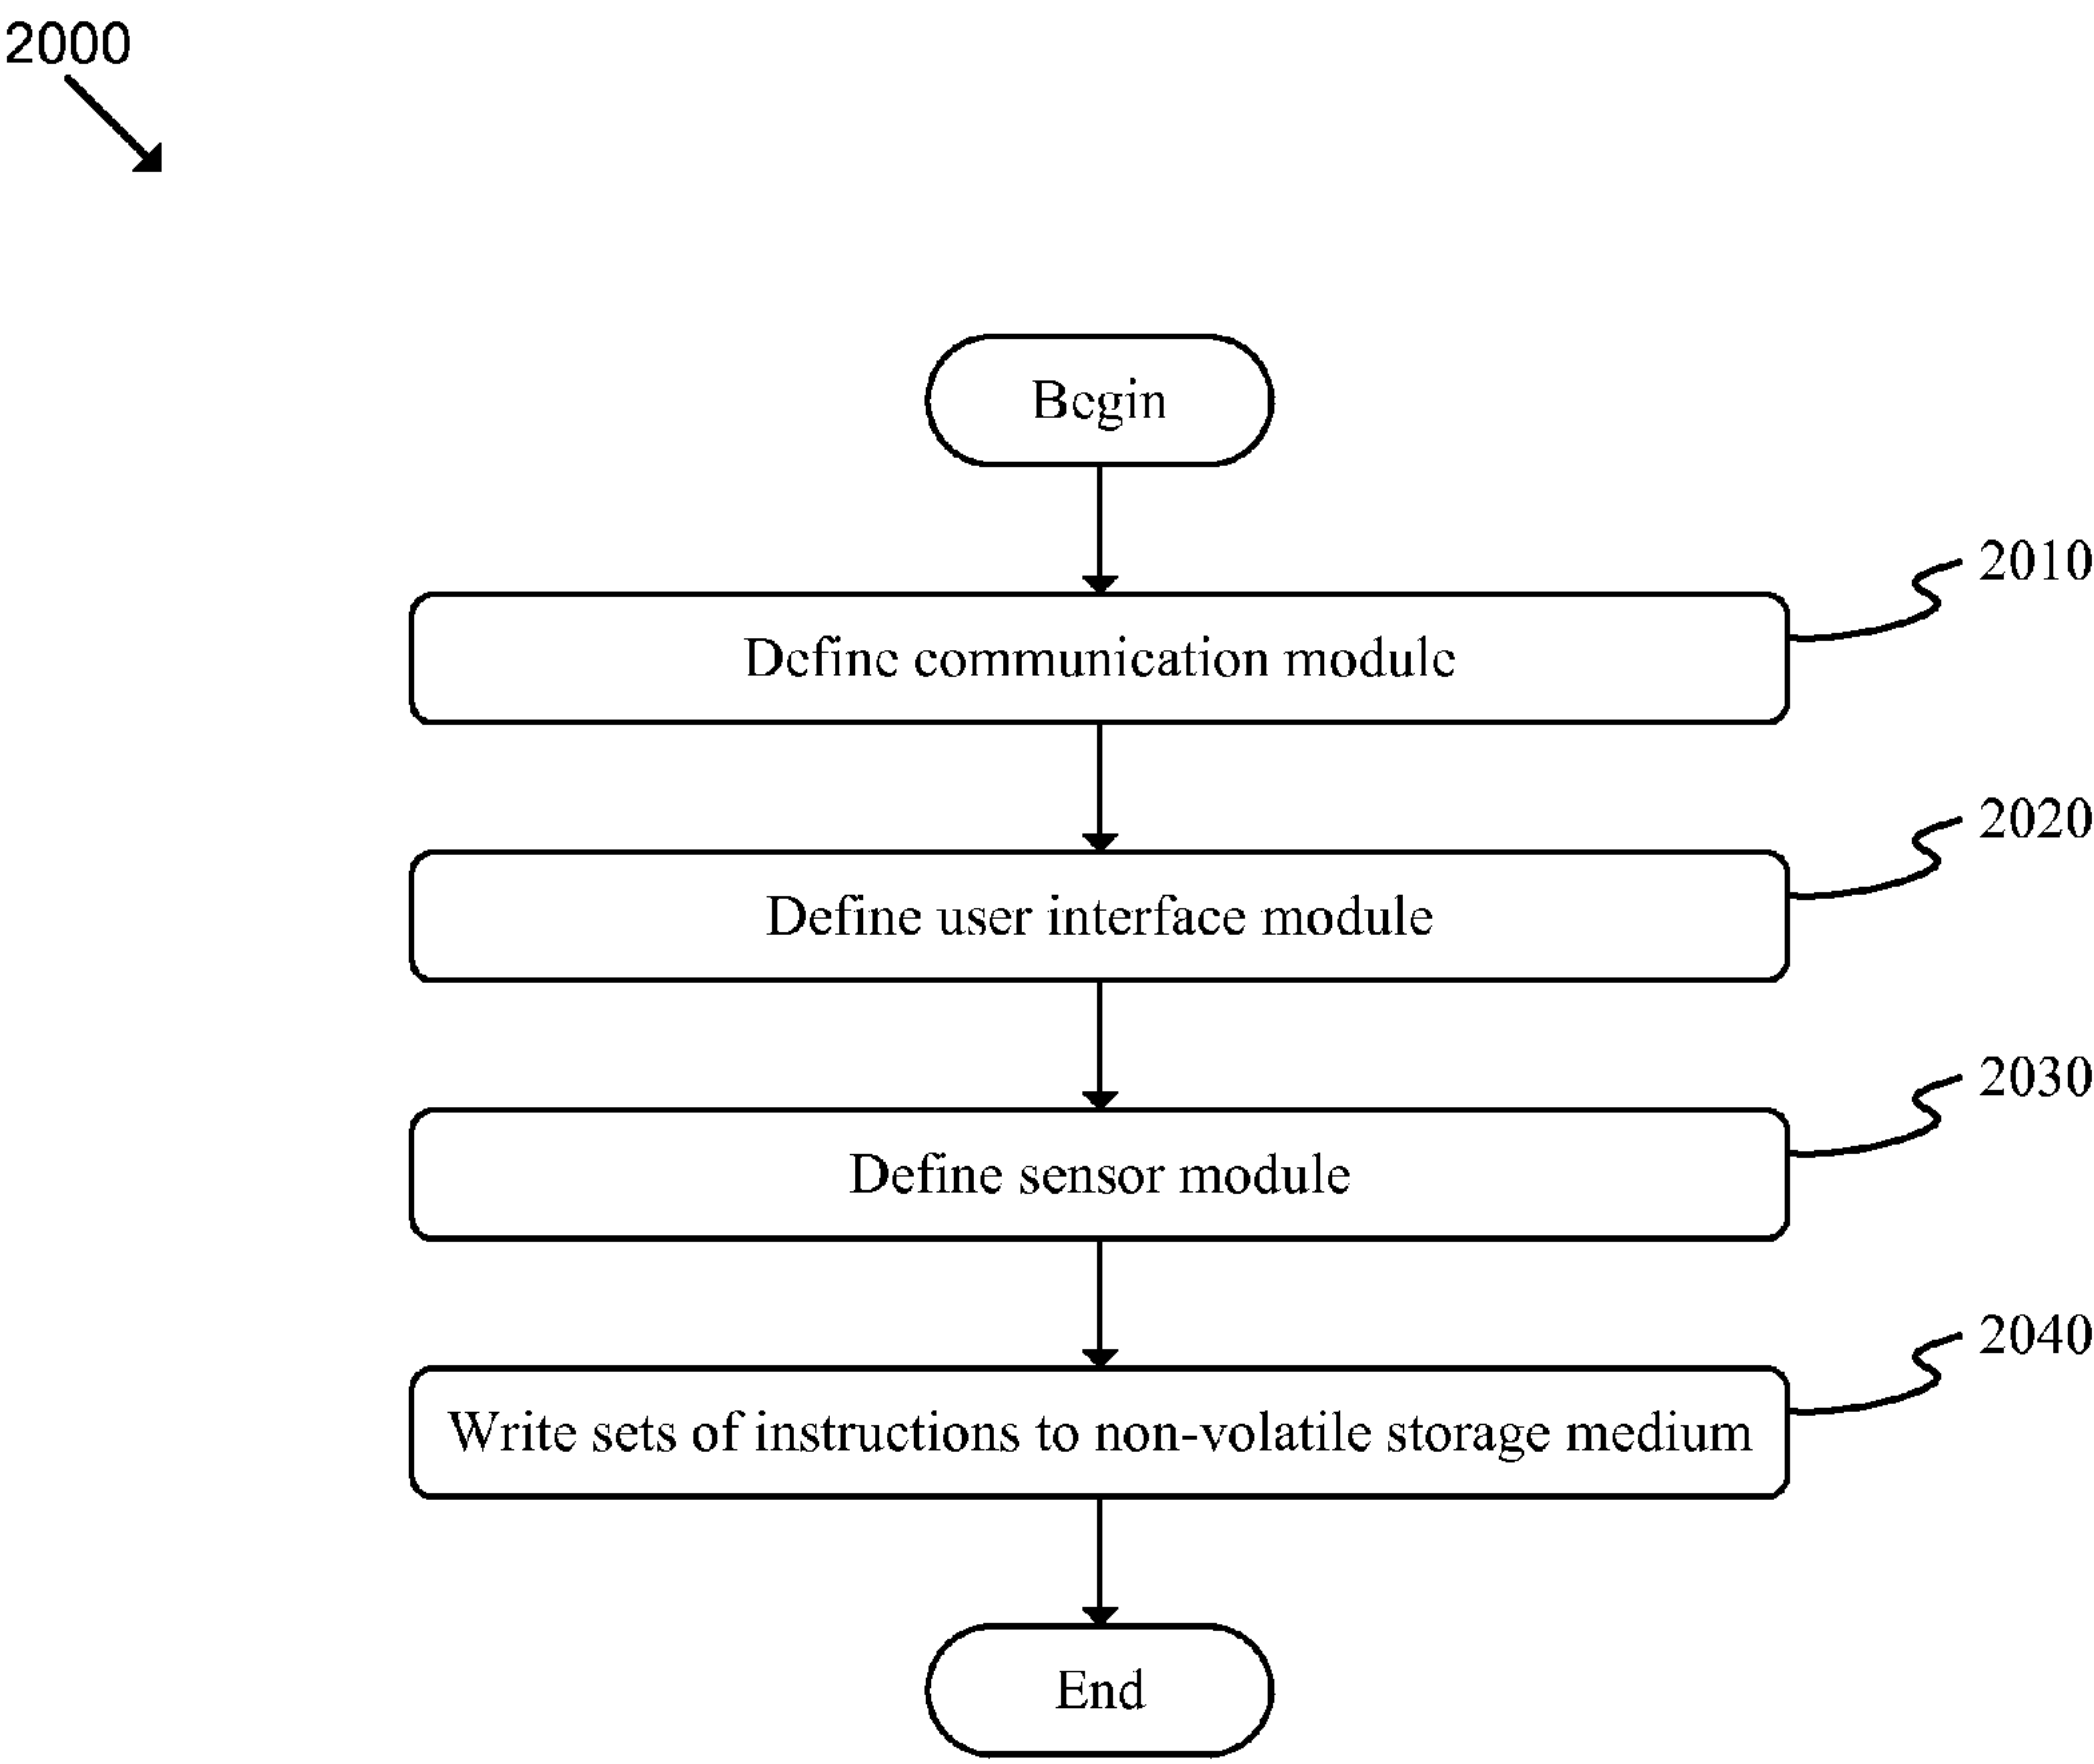 2000
Begin
2010
Define communication module
2020
Define user interface module
2030
Define sensor module
2040
Write sets of instructions to non-volatile storage medium
End